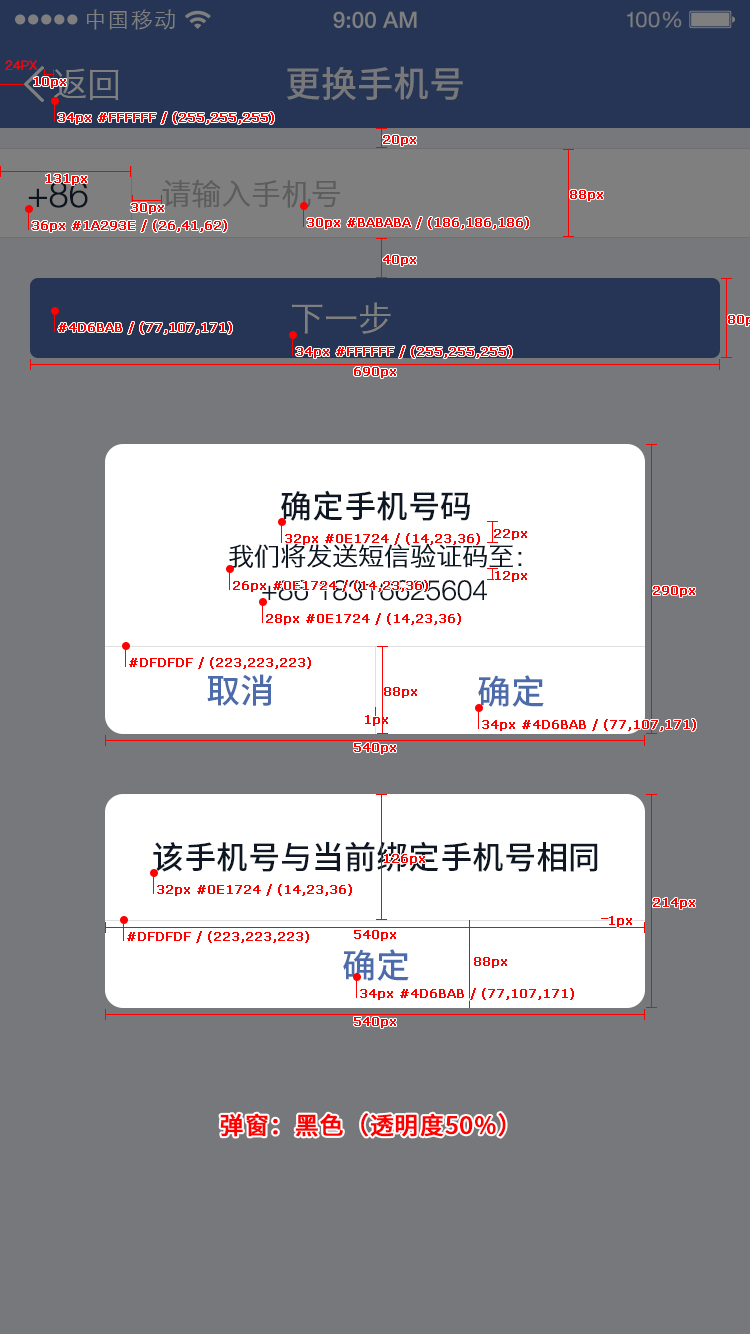 中国移动 9:00 AM 100%
24PX
10px 返回 更换手机号
34px #FFFFFF / (255,255,255)
20px
131px
+86 请输入手机号 88px
30px
36px #1A293E / (26,41,62) 30px #BABABA / (186,186,186)
40px
下一步
#4D6BAB / (77,107,171) 80p
34px #FFFFFF / (255,255,255)
690px
确定手机号码
32px #0E1724 / (14,23,36) 22px
我们将发送短信验证码至：
12px
26px #0E1724 / (14,23,36)
290px
28px #0E1724 / (14,23,36)
#DFDFDF / (223,223,223)
取消 88px 确定
1px
34px #4D6BAB / (77,107,171)
540px
该手机号与当前绑定手机号相同
126px
32px #0E1724 / (14,23,36)
214px
1px
#DFDFDF / (223,223,223) 540px
确定 88px
34px #4D6BAB / (77,107,171)
540px
弹窗：黑色（透明度50%）